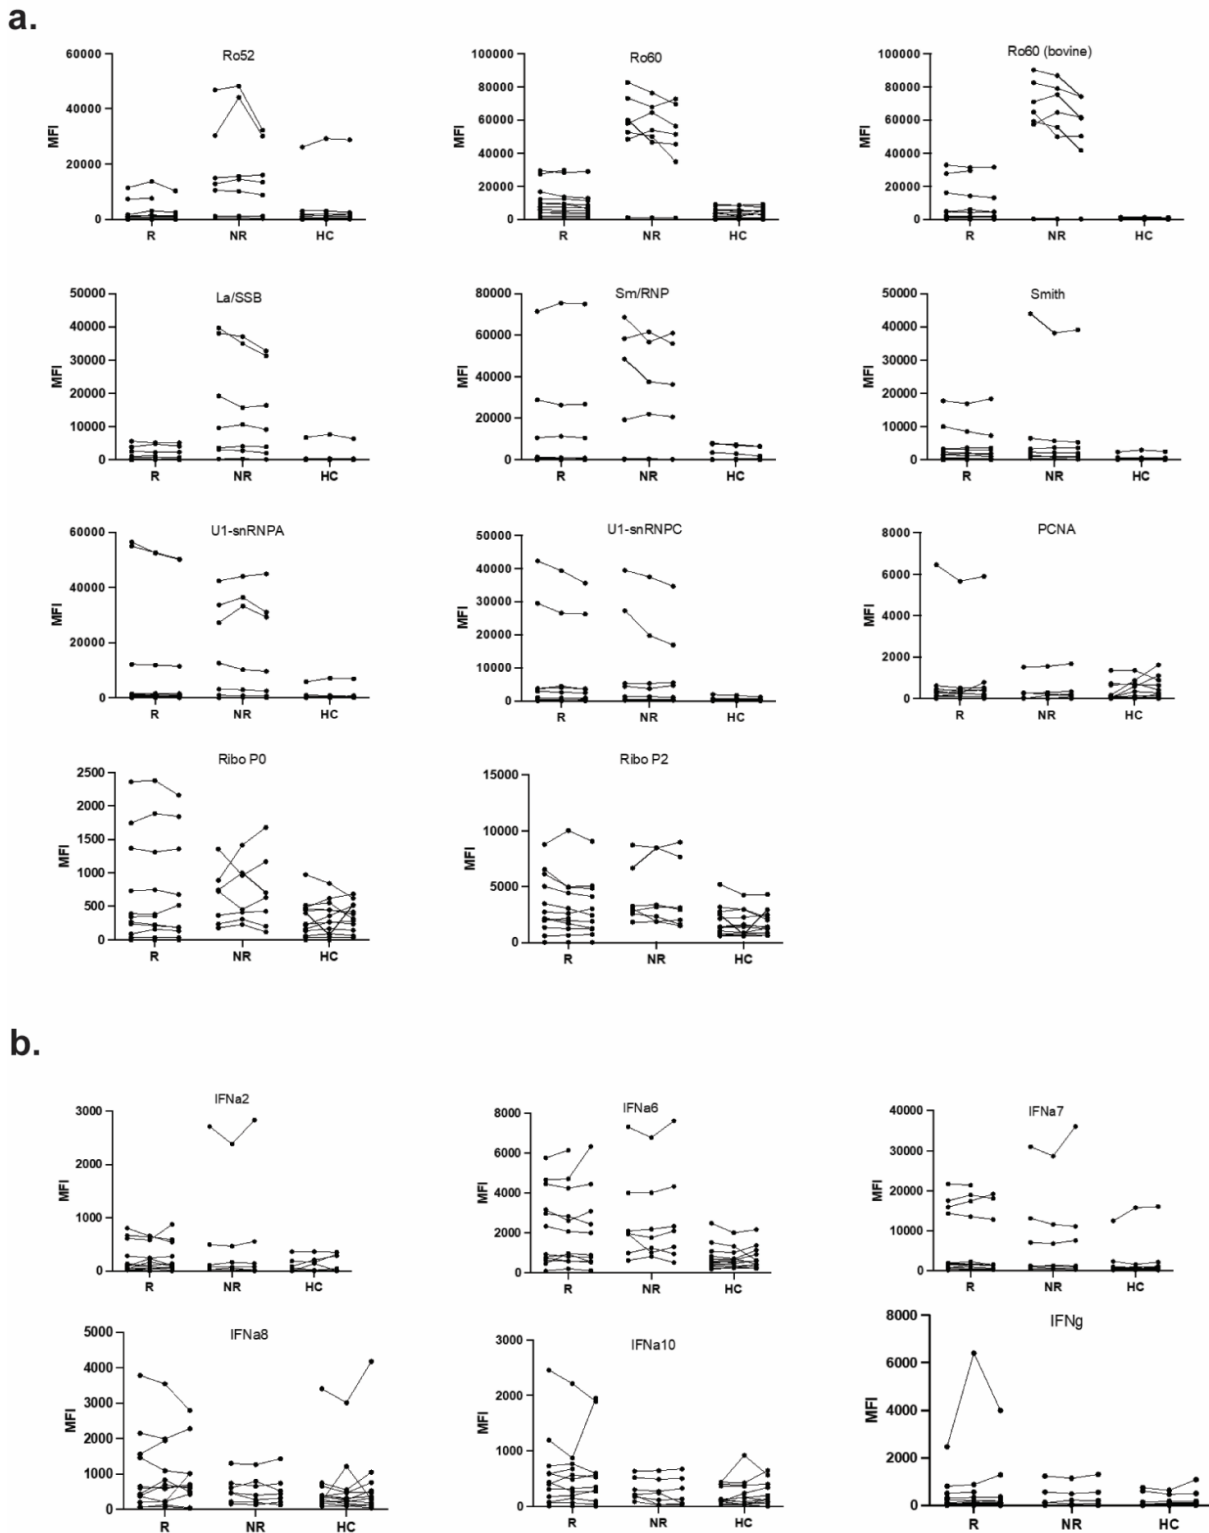 a.
Ro52
60000
40000
20000
0
MFI
R NR HC
Ro60
100000
80000
60000
40000
20000
0
MFI
R NR HC
Ro60 (bovine)
100000
80000
60000
40000
20000
0
MFI
R NR HC
La/SSB
50000
40000
30000
20000
10000
0
MFI
R NR HC
Sm/RNP
80000
60000
40000
20000
0
MFI
R NR HC
Smith
50000
40000
30000
20000
10000
0
MFI
R NR HC
U1-snRNPA
60000
40000
20000
0
MFI
R NR HC
U1-snRNPC
50000
40000
30000
20000
10000
0
MFI
R NR HC
PCNA
8000
6000
4000
2000
0
MFI
R NR HC
Ribo P0
2500
2000
1500
1000
500
0
MFI
R NR HC
Ribo P2
15000
10000
5000
0
MFI
R NR HC
b.
IFNa2
3000
2000
1000
0
MFI
R NR HC
IFNa6
8000
6000
4000
2000
0
MFI
R NR HC
IFNa7
40000
30000
20000
10000
0
MFI
R NR HC
IFNa8
5000
4000
3000
2000
1000
0
MFI
R NR HC
IFNa10
3000
2000
1000
0
MFI
R NR HC
IFNg
8000
6000
4000
2000
0
MFI
R NR HC